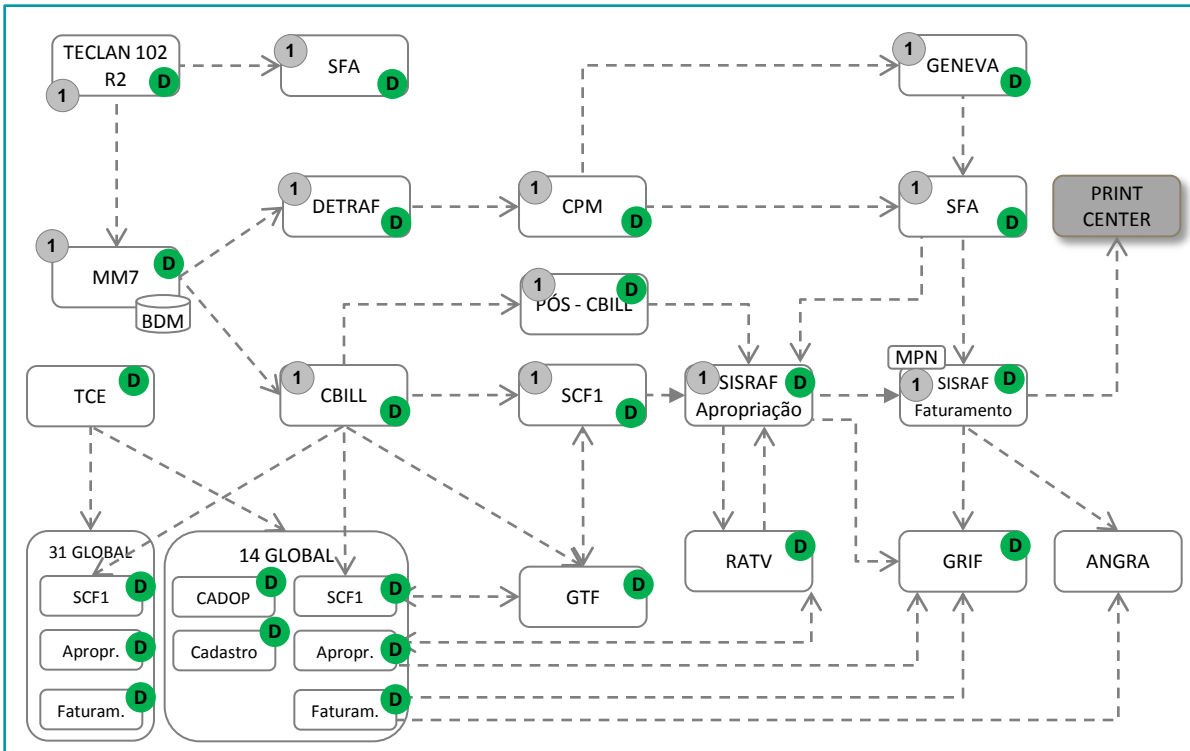 1
TECLAN 102
R2
D
1
SFA
D
1
GENEVA
D
1
DETRAF
D
1
CPM
D
1
SFA
D
PRINT
CENTER
1
MM7
D
BDM
1
PÓS - CBILL
D
TCE
D
1
CBILL
D
1
SCF1
D
1
SISRAF
Apropriação
D
MPN
1
SISRAF
Faturamento
D
31 GLOBAL
SCF1
D
Apropr.
D
Faturam.
D
14 GLOBAL
CADOP
D
Cadastro
D
SCF1
D
Apropr.
D
Faturam.
D
GTF
D
RATV
D
GRIF
D
ANGRA